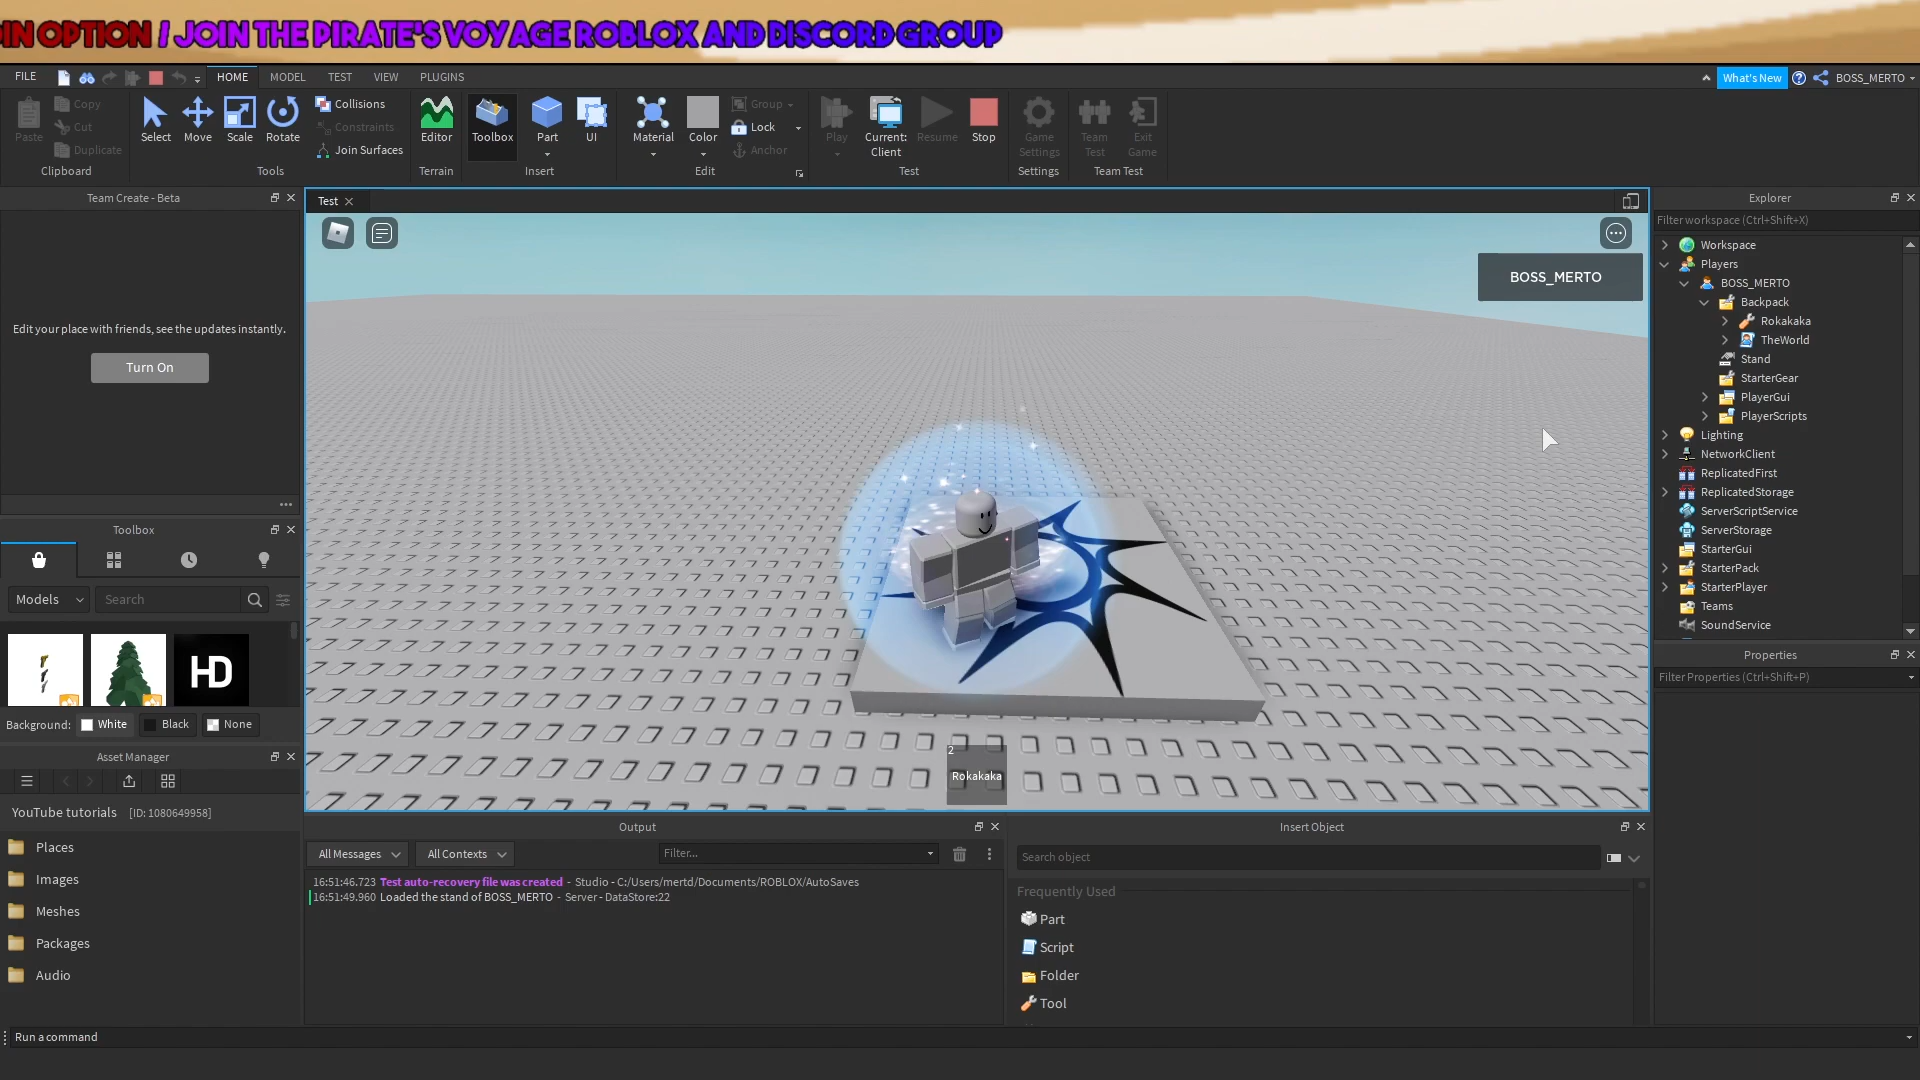 OIN OPTION / JOIN THE PIRATE'S VOYAGE ROBLOX AND DISCORD GROUP
FILE HOME MODEL TEST VIEW PLUGINS What's New BOSS_MERTO
Paste Copy Cut Duplicate Clipboard
Select Move Scale Rotate Collisions Constraints Join Surfaces Tools
Editor Terrain
Toolbox Part UI Insert
Material Color Group Lock Anchor Edit
Play Current: Client Resume Stop Test
Game Settings Settings
Team Test Exit Game Team Test
Team Create - Beta
Edit your place with friends, see the updates instantly.
Turn On
Toolbox
Models Search
HD
Background: White Black None
Asset Manager
YouTube tutorials [ID: 1080649958]
Places
Images
Meshes
Packages
Audio
Test
BOSS_MERTO
2
Rokakaka
Output
All Messages All Contexts Filter...
16:51:46.723 Test auto-recovery file was created - Studio - C:/Users/mertd/Documents/ROBLOX/AutoSaves
16:51:49.960 Loaded the stand of BOSS_MERTO - Server - DataStore:22
Insert Object
Search object
Frequently Used
Part
Script
Folder
Tool
Explorer
Filter workspace (Ctrl+Shift+X)
Workspace
Players
BOSS_MERTO
Backpack
Rokakaka
TheWorld
Stand
StarterGear
PlayerGui
PlayerScripts
Lighting
NetworkClient
ReplicatedFirst
ReplicatedStorage
ServerScriptService
ServerStorage
StarterGui
StarterPack
StarterPlayer
Teams
SoundService
Properties
Filter Properties (Ctrl+Shift+P)
Run a command